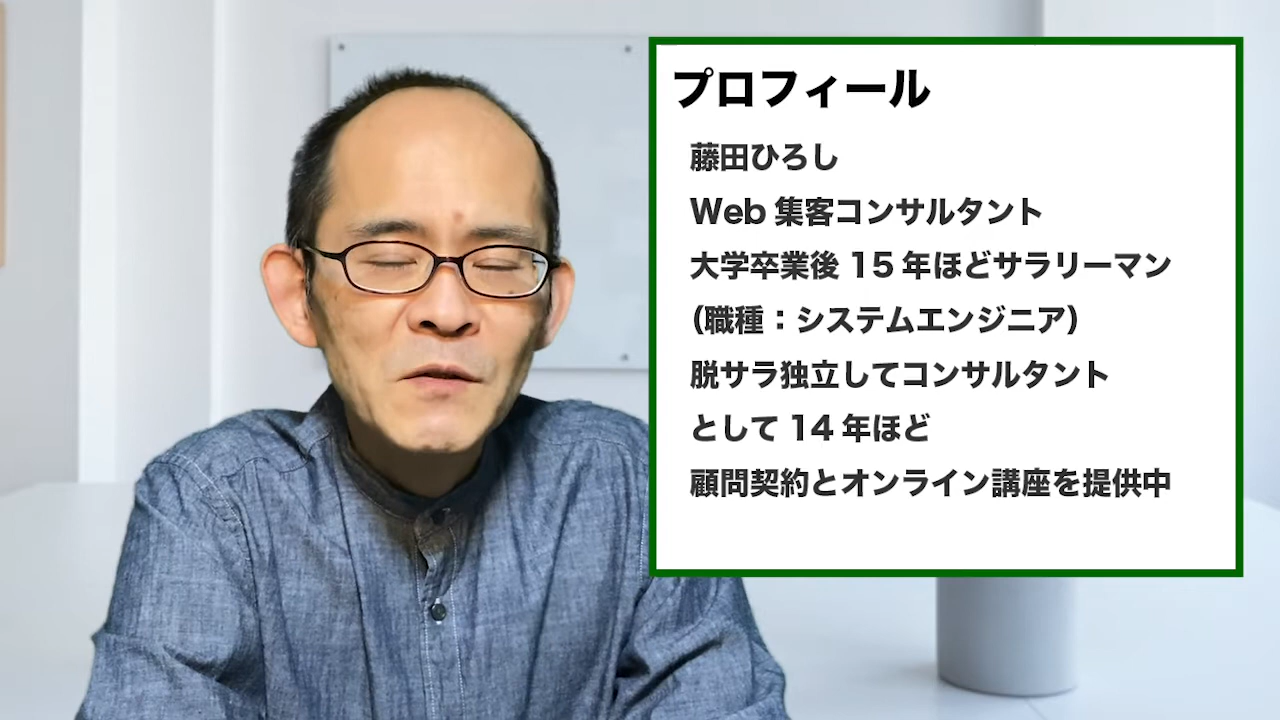 プロフィール
藤田ひろし
Web 集客コンサルタント
大学卒業後 15 年ほどサラリーマン
（職種：システムエンジニア）
脱サラ独立してコンサルタント
として 14 年ほど
顧問契約とオンライン講座を提供中